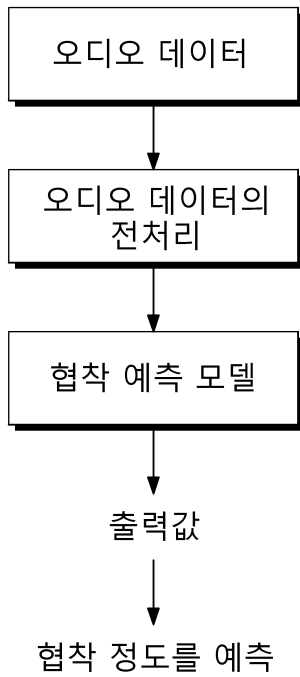 오디오 데이터
오디오 데이터의
전처리
협착 예측 모델
출력값
협착 정도를 예측